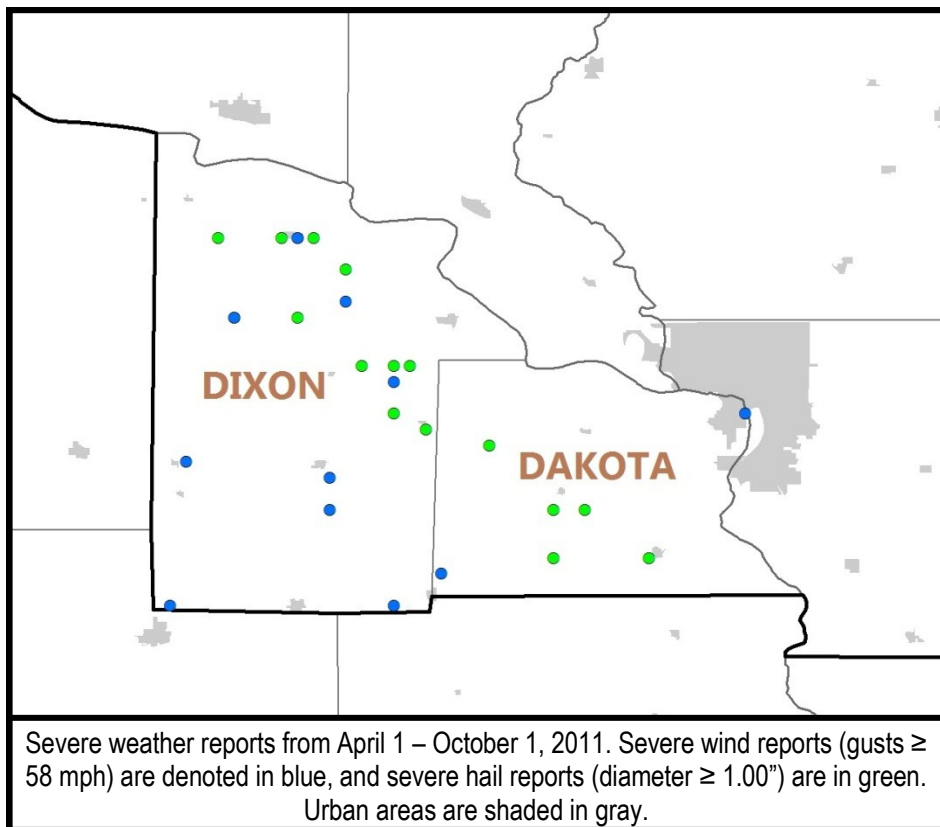 DIXON
DAKOTA
Severe weather reports from April 1 – October 1, 2011. Severe wind reports (gusts ≥
58 mph) are denoted in blue, and severe hail reports (diameter ≥ 1.00”) are in green.
Urban areas are shaded in gray.